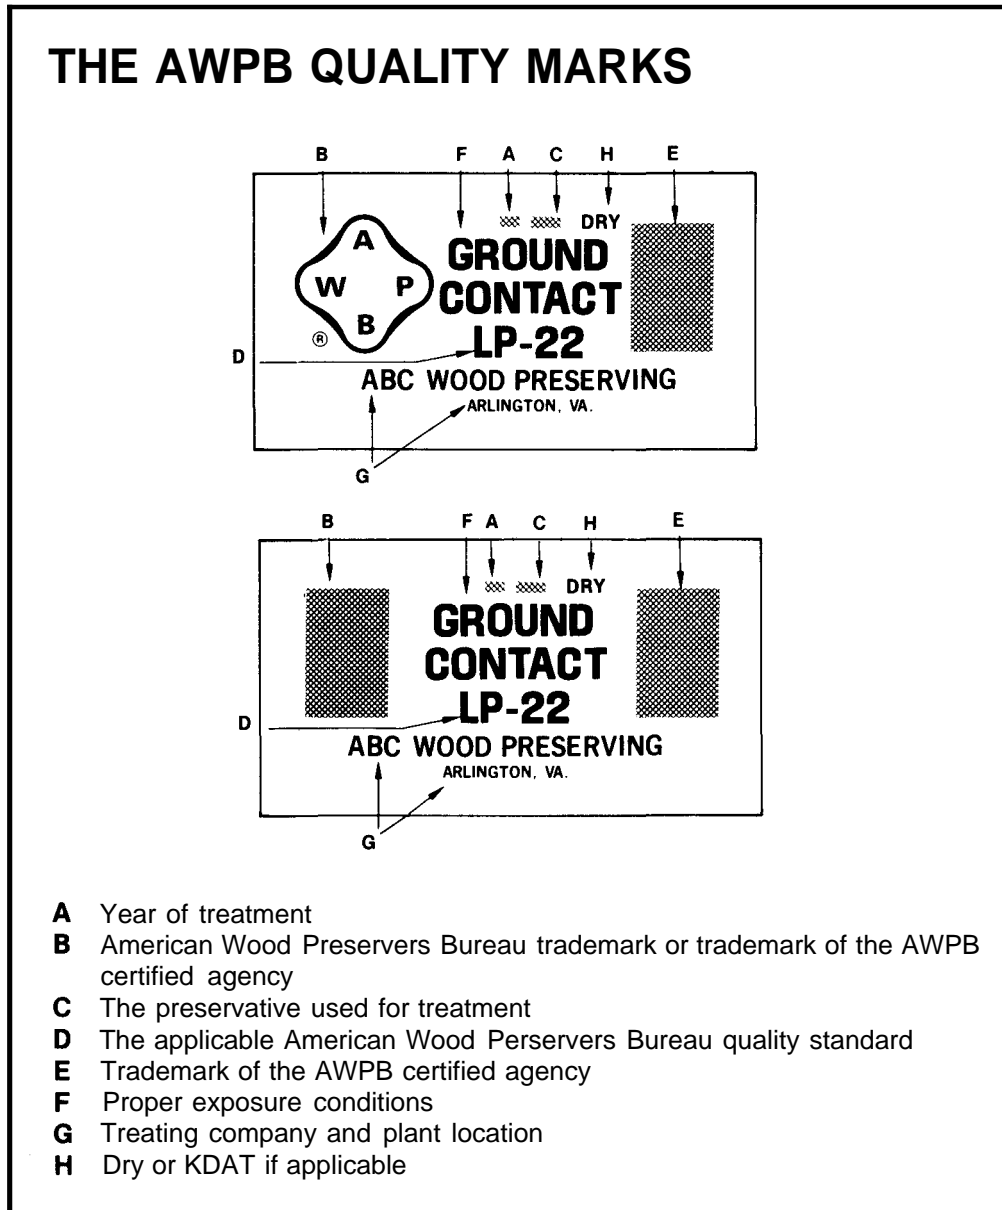 THE AWPB QUALITY MARKS
B F A C H E
DRY
A
W P
B
®
GROUND
CONTACT
LP-22
D
ABC WOOD PRESERVING
ARLINGTON, VA.
G
B F A C H E
DRY
GROUND
CONTACT
LP-22
D
ABC WOOD PRESERVING
ARLINGTON, VA.
G
A Year of treatment
B American Wood Preservers Bureau trademark or trademark of the AWPB
certified agency
C The preservative used for treatment
D The applicable American Wood Perservers Bureau quality standard
E Trademark of the AWPB certified agency
F Proper exposure conditions
G Treating company and plant location
H Dry or KDAT if applicable